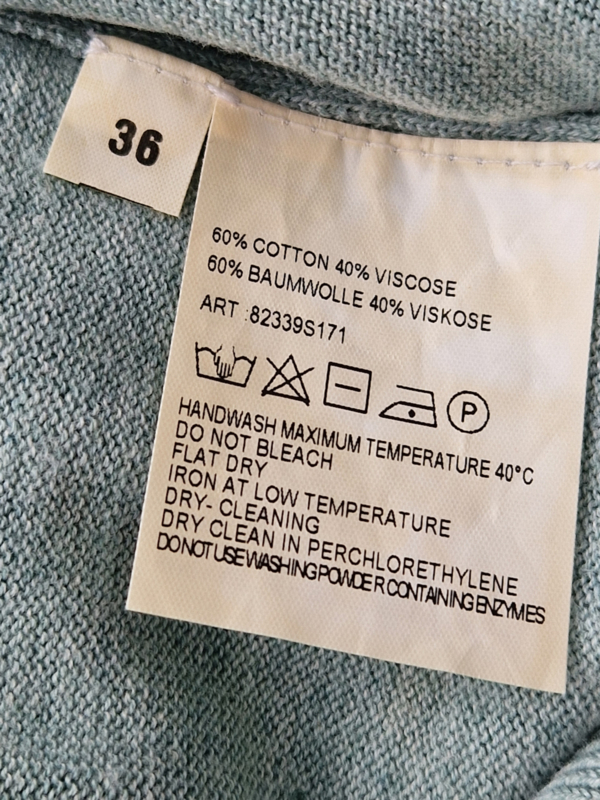 36
60% COTTON 40% VISCOSE
60% BAUMWOLLE 40% VISKOSE
ART :82339S171
P
HANDWASH MAXIMUM TEMPERATURE 40°C
DO NOT BLEACH
FLAT DRY
IRON AT LOW TEMPERATURE
DRY- CLEANING
DRY CLEAN IN PERCHLORETHYLENE
DO NOT USE WASHING POWDER CONTAINING ENZYMES